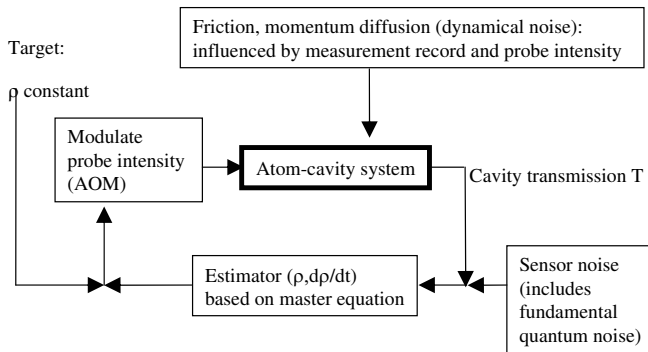 Friction, momentum diffusion (dynamical noise):
influenced by measurement record and probe intensity
Target:
ρ constant
Modulate
probe intensity
(AOM)
Atom-cavity system
Cavity transmission T
Estimator (ρ,dρ/dt)
based on master equation
Sensor noise
(includes
fundamental
quantum noise)